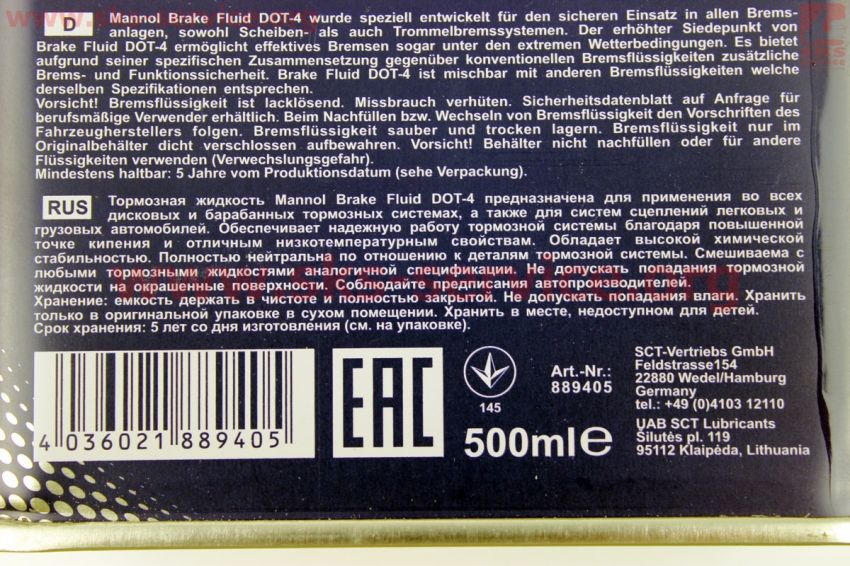 D Mannol Brake Fluid DOT-4 wurde speziell entwickelt für den sicheren Einsatz in allen Brems-
anlagen, sowohl Scheiben- als auch Trommelbremssystemen. Der erhöhter Siedepunkt von
Brake Fluid DOT-4 ermöglicht effektives Bremsen sogar unter den extremen Wetterbedingungen. Es bietet
aufgrund seiner spezifischen Zusammensetzung gegenüber konventionellen Bremsflüssigkeiten zusätzliche
Brems- und Funktionssicherheit. Brake Fluid DOT-4 ist mischbar mit anderen Bremsflüssigkeiten welche
derselben Spezifikationen entsprechen.
Vorsicht! Bremsflüssigkeit ist lacklösend. Missbrauch verhüten. Sicherheitsdatenblatt auf Anfrage für
berufsmäßige Verwender erhältlich. Beim Nachfüllen bzw. Wechseln von Bremsflüssigkeit den Vorschriften des
Fahrzeugherstellers folgen. Bremsflüssigkeit sauber und trocken lagern. Bremsflüssigkeit nur im
Originalbehälter dicht verschlossen aufbewahren. Vorsicht! Behälter nicht nachfüllen oder für andere
Flüssigkeiten verwenden (Verwechslungsgefahr).
Mindestens haltbar: 5 Jahre vom Produktionsdatum (sehe Verpackung).
RUS Тормозная жидкость Mannol Brake Fluid DOT-4 предназначена для применения во всех
дисковых и барабанных тормозных системах, а также для систем сцеплений легковых и
грузовых автомобилей. Обеспечивает надежную работу тормозной системы благодаря повышенной
точке кипения и отличным низкотемпературным свойствам. Обладает высокой химической
стабильностью. Полностью нейтральна по отношению к деталям тормозной системы. Смешиваема с
любыми тормозными жидкостями аналогичной спецификации. Не допускать попадания тормозной
жидкости на окрашенные поверхности. Соблюдайте предписания автопроизводителей.
Хранение: емкость держать в чистоте и полностью закрытой. Не допускать попадания влаги. Хранить
только в оригинальной упаковке в сухом помещении. Хранить в месте, недоступном для детей.
Срок хранения: 5 лет со дня изготовления (см. на упаковке).
4 036021 889405
EAC
145
500ml e
Art.-Nr.:
889405
SCT-Vertriebs GmbH
Feldstrasse154
22880 Wedel/Hamburg
Germany
tel.: +49 (0)4103 12110
UAB SCT Lubricants
Šilutės pl. 119
95112 Klaipėda, Lithuania